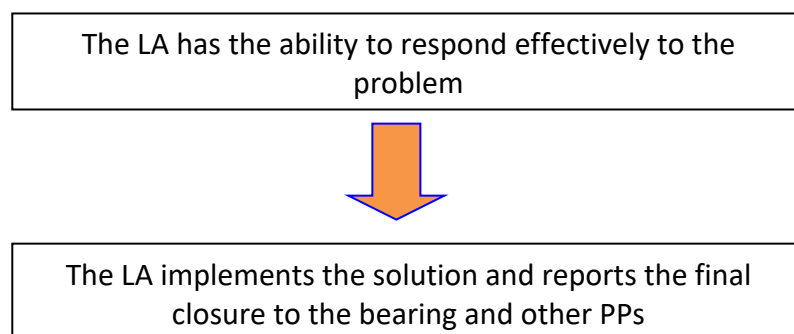 The LA has the ability to respond effectively to the
problem
The LA implements the solution and reports the final
closure to the bearing and other PPs